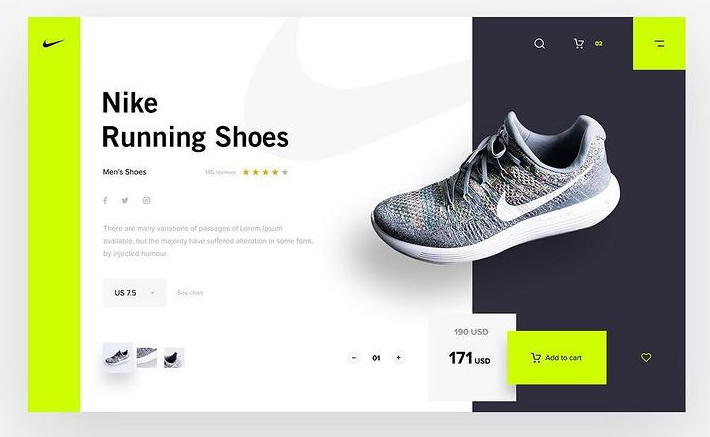 02
Nike
Running Shoes
Men's Shoes
145 reviews
There are many variations of passages of Lorem Ipsum
available, but the majority have suffered alteration in some form,
by injected humour.
US 7.5
Size chart
190 USD
01
171 USD
Add to cart